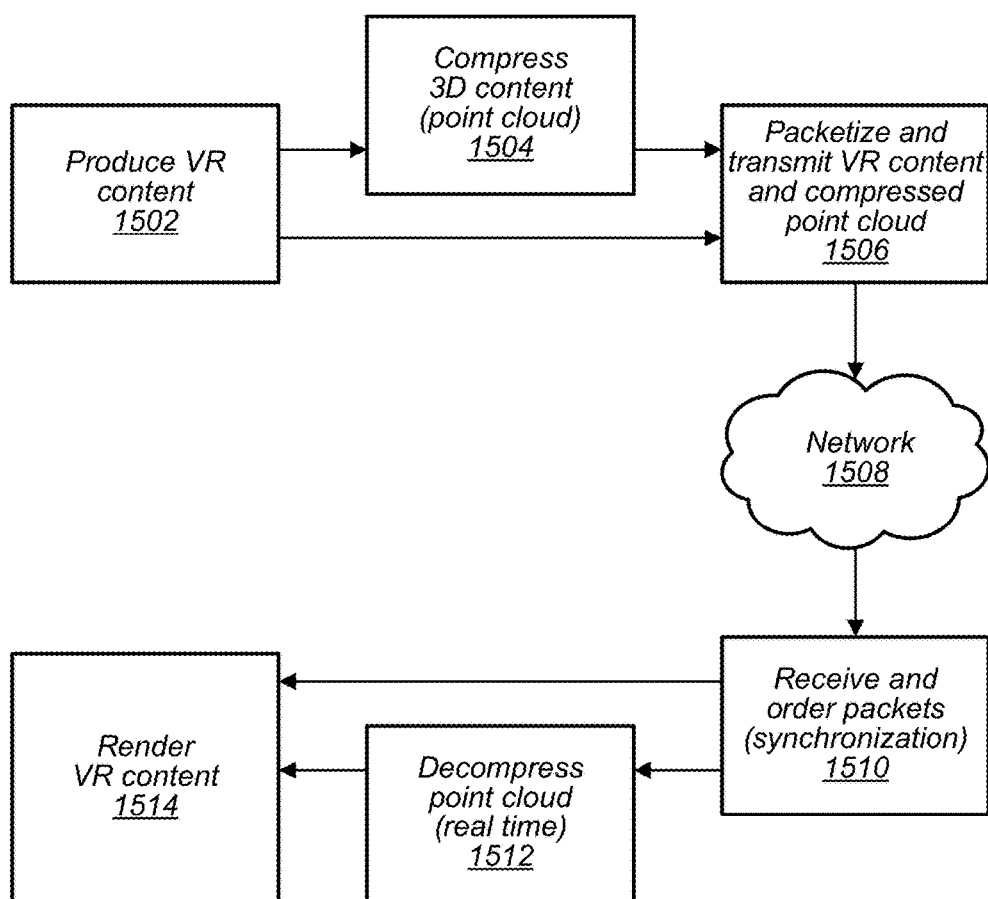 Produce VR
content
1502
Compress
3D content
(point cloud)
1504
Packetize and
transmit VR content
and compressed
point cloud
1506
Network
1508
Receive and
order packets
(synchronization)
1510
Decompress
point cloud
(real time)
1512
Render
VR content
1514